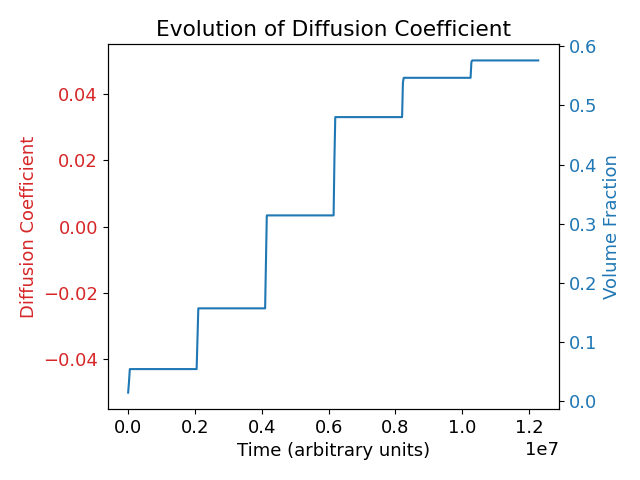 Evolution of Diffusion Coefficient
Diffusion Coefficient
0.04
0.02
0.00
−0.02
−0.04
0.6
0.5
0.4
0.3
0.2
0.1
0.0
Volume Fraction
0.0 0.2 0.4 0.6 0.8 1.0 1.2
1e7
Time (arbitrary units)